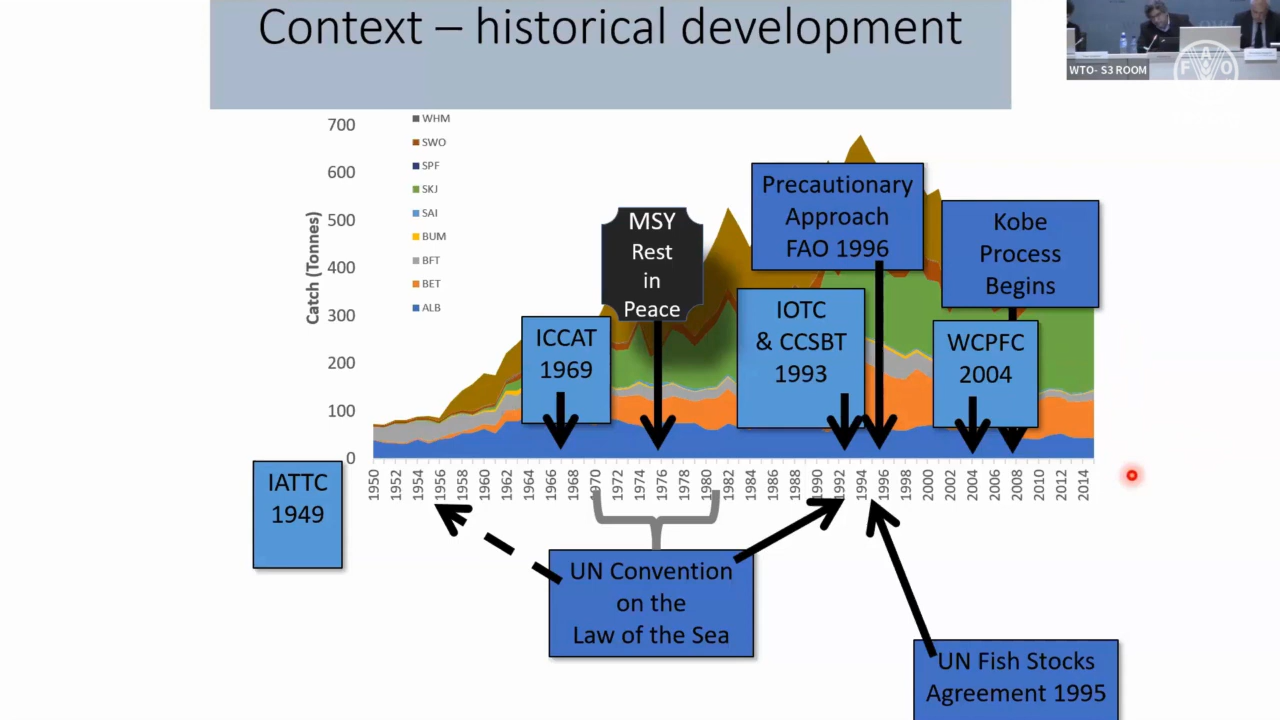 Context – historical development
WTO- S3 ROOM
FAO
700
600
500
400
300
200
100
0
Catch (Tonnes)
WHM
SWO
SPF
SKJ
SAI
BUM
BFT
BET
ALB
MSY
Rest
in
Peace
Precautionary
Approach
FAO 1996
Kobe
Process
Begins
ICCAT
1969
IOTC
& CCSBT
1993
WCPFC
2004
IATTC
1949
1950
1952
1954
1956
1958
1960
1962
1964
1966
1968
1970
1972
1974
1976
1978
1980
1982
1984
1986
1988
1990
1992
1994
1996
1998
2000
2002
2004
2006
2008
2010
2012
2014
UN Convention
on the
Law of the Sea
UN Fish Stocks
Agreement 1995